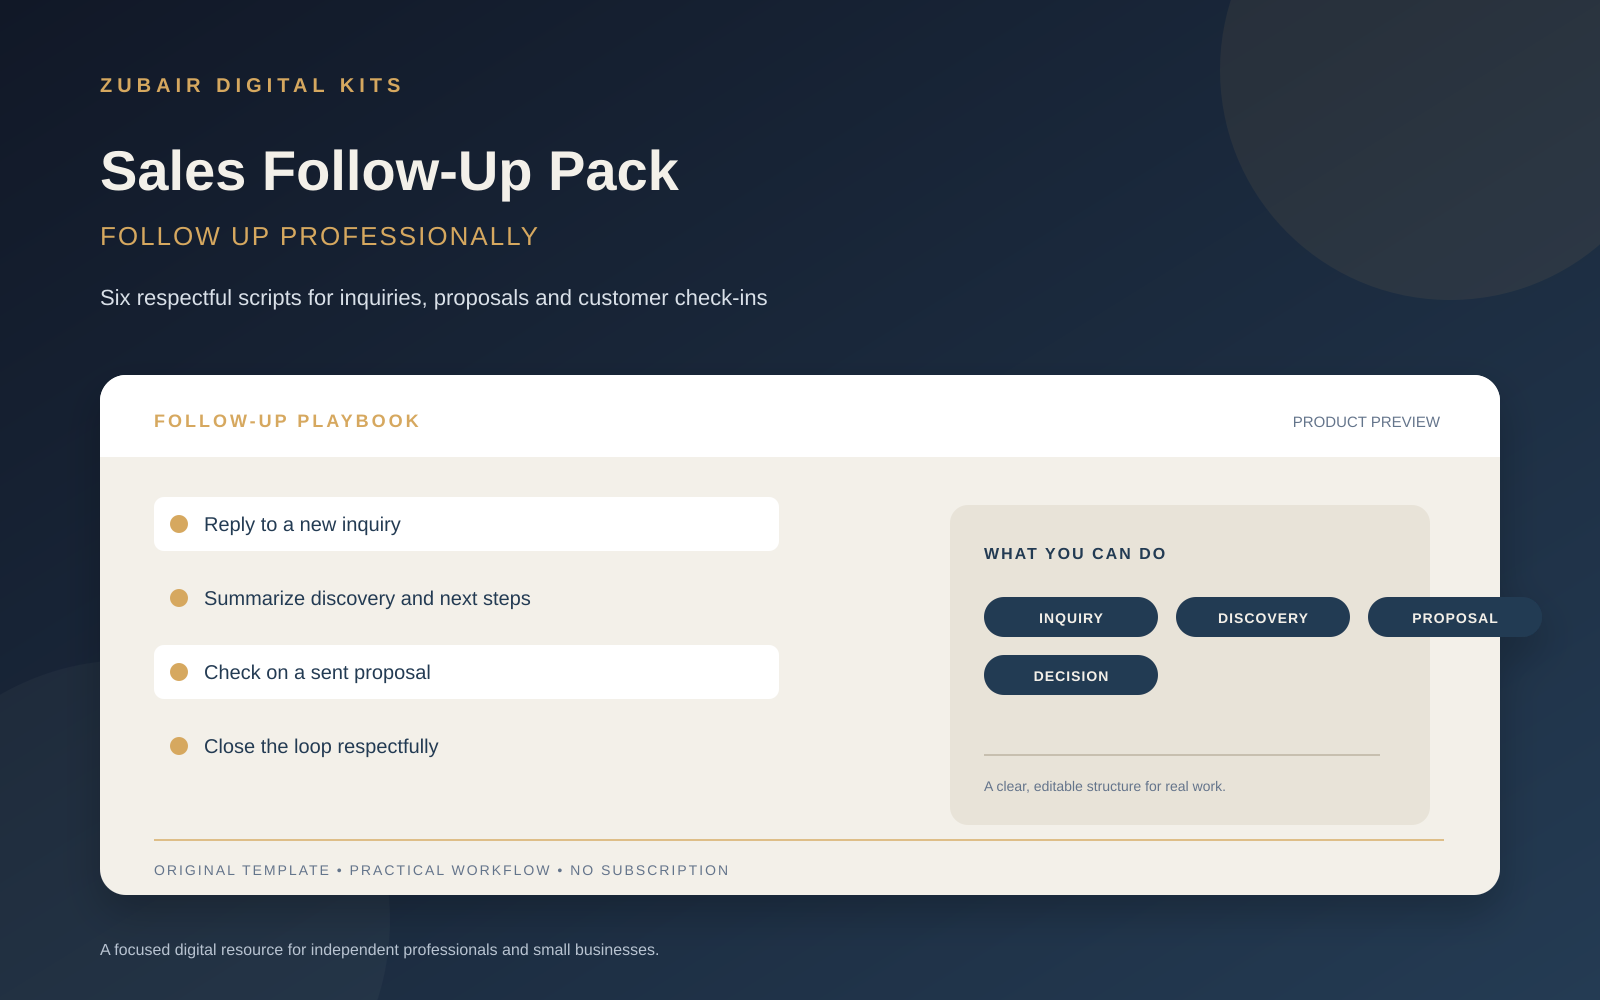 ZUBAIR DIGITAL KITS
Sales Follow-Up Pack
FOLLOW UP PROFESSIONALLY
Six respectful scripts for inquiries, proposals and customer check-ins
FOLLOW-UP PLAYBOOK
PRODUCT PREVIEW
Reply to a new inquiry
Summarize discovery and next steps
Check on a sent proposal
Close the loop respectfully
WHAT YOU CAN DO
INQUIRY
DISCOVERY
PROPOSAL
DECISION
A clear, editable structure for real work.
ORIGINAL TEMPLATE • PRACTICAL WORKFLOW • NO SUBSCRIPTION
A focused digital resource for independent professionals and small businesses.